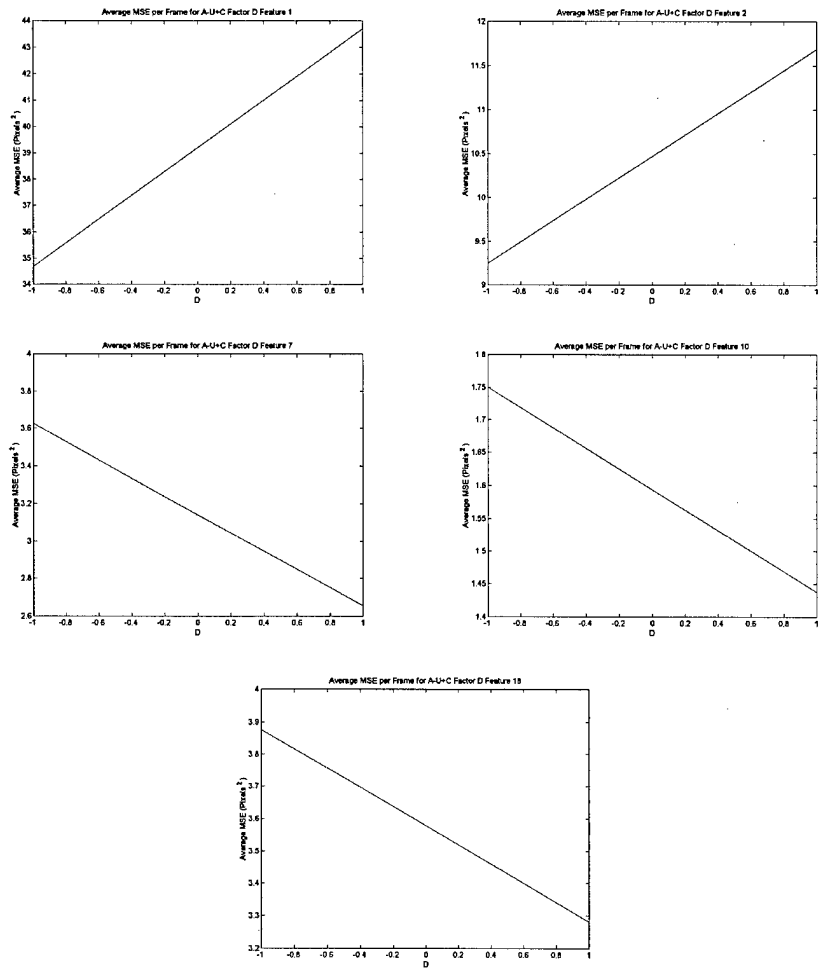 Average MSE per Frame for A-U+C Factor D Feature 1
Average MSE (Pixels 2)
44
43
42
41
40
39
38
37
36
35
34
-1 -0.8 -0.6 -0.4 -0.2 0 0.2 0.4 0.6 0.8 1
D
Average MSE per Frame for A-U+C Factor D Feature 2
Average MSE (Pixels 2)
12
11.5
11
10.5
10
9.5
9
-1 -0.8 -0.6 -0.4 -0.2 0 0.2 0.4 0.6 0.8 1
D
Average MSE per Frame for A-U+C Factor D Feature 7
Average MSE (Pixels 2)
4
3.8
3.6
3.4
3.2
3
2.8
2.6
-1 -0.8 -0.6 -0.4 -0.2 0 0.2 0.4 0.6 0.8 1
D
Average MSE per Frame for A-U+C Factor D Feature 10
Average MSE (Pixels 2)
1.8
1.75
1.7
1.65
1.6
1.55
1.5
1.45
1.4
-1 -0.8 -0.6 -0.4 -0.2 0 0.2 0.4 0.6 0.8 1
D
Average MSE per Frame for A-U+C Factor D Feature
Average MSE (Pixels 2)
4
3.9
3.8
3.7
3.6
3.5
3.4
3.3
3.2
-1 -0.8 -0.6 -0.4 -0.2 0 0.2 0.4 0.6 0.8 1
D